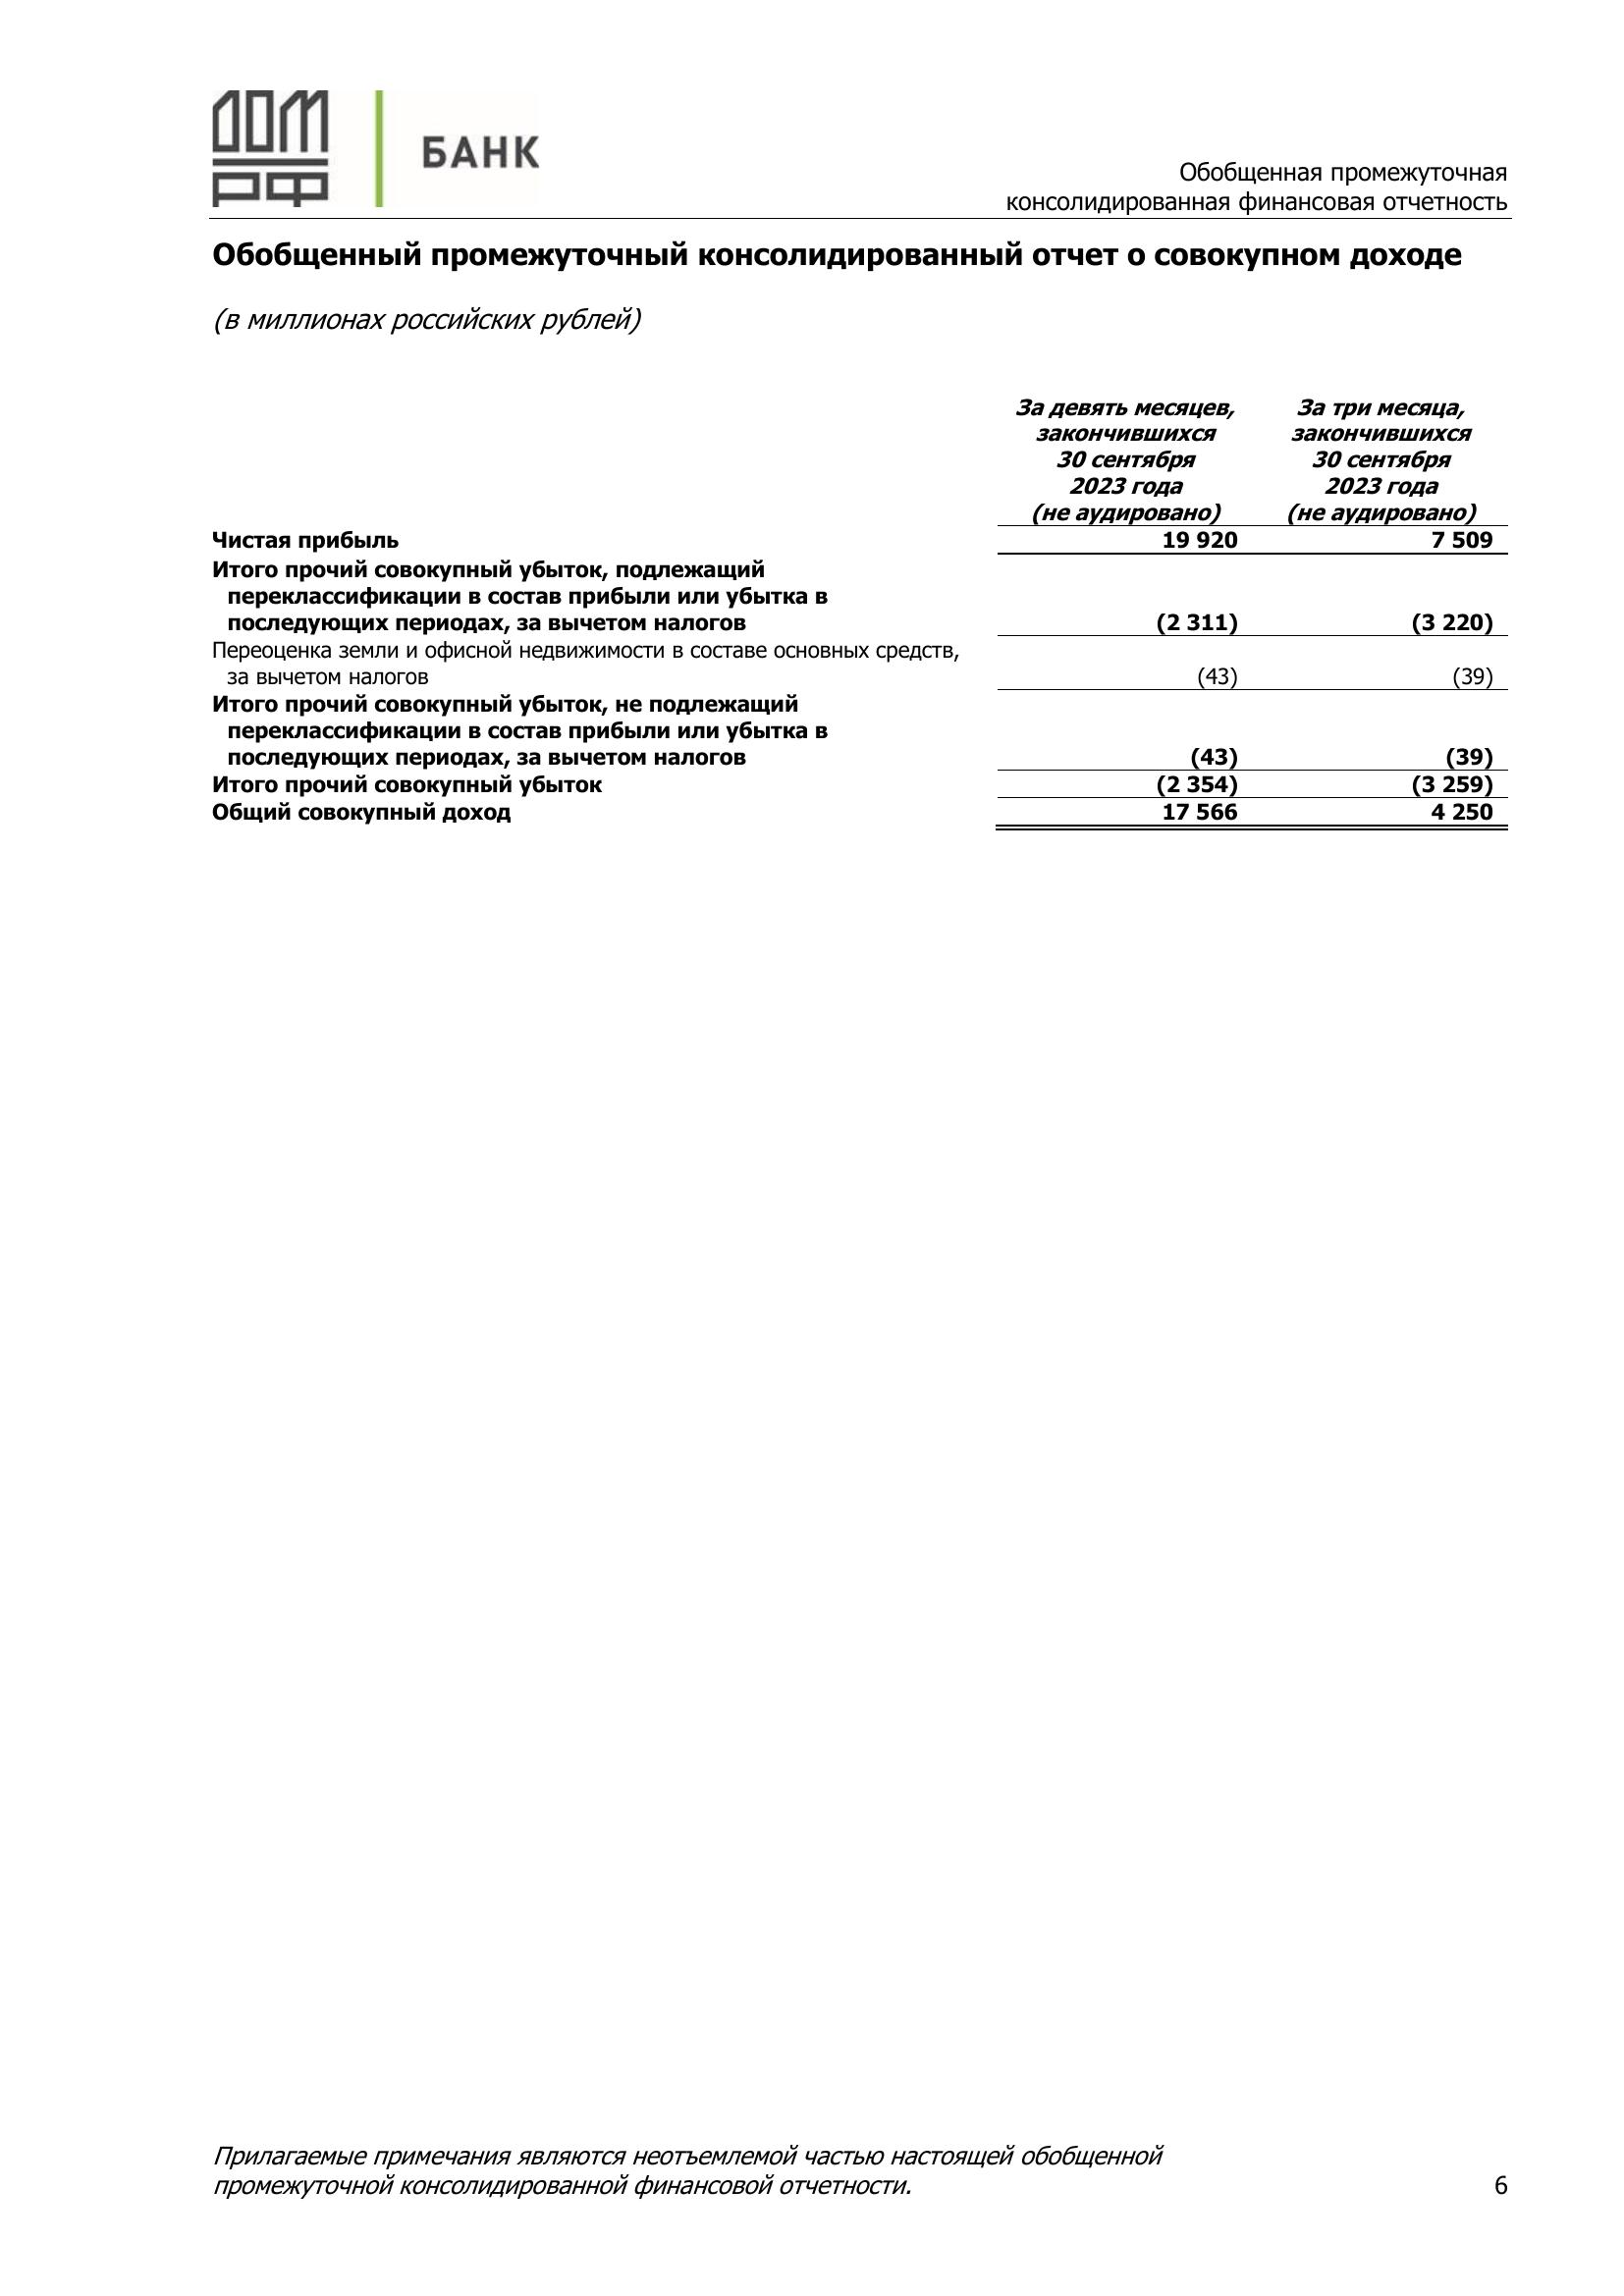 ДОМ
РФ
БАНК
Обобщенная промежуточная
консолидированная финансовая отчетность
Обобщенный промежуточный консолидированный отчет о совокупном доходе
(в миллионах российских рублей)
За девять месяцев, За три месяца,
закончившихся закончившихся
30 сентября 30 сентября
2023 года 2023 года
(не аудировано) (не аудировано)
Чистая прибыль 19 920 7 509
Итого прочий совокупный убыток, подлежащий
переклассификации в состав прибыли или убытка в
последующих периодах, за вычетом налогов (2 311) (3 220)
Переоценка земли и офисной недвижимости в составе основных средств,
за вычетом налогов (43) (39)
Итого прочий совокупный убыток, не подлежащий
переклассификации в состав прибыли или убытка в
последующих периодах, за вычетом налогов (43) (39)
Итого прочий совокупный убыток (2 354) (3 259)
Общий совокупный доход 17 566 4 250
Прилагаемые примечания являются неотъемлемой частью настоящей обобщенной
промежуточной консолидированной финансовой отчетности. 6